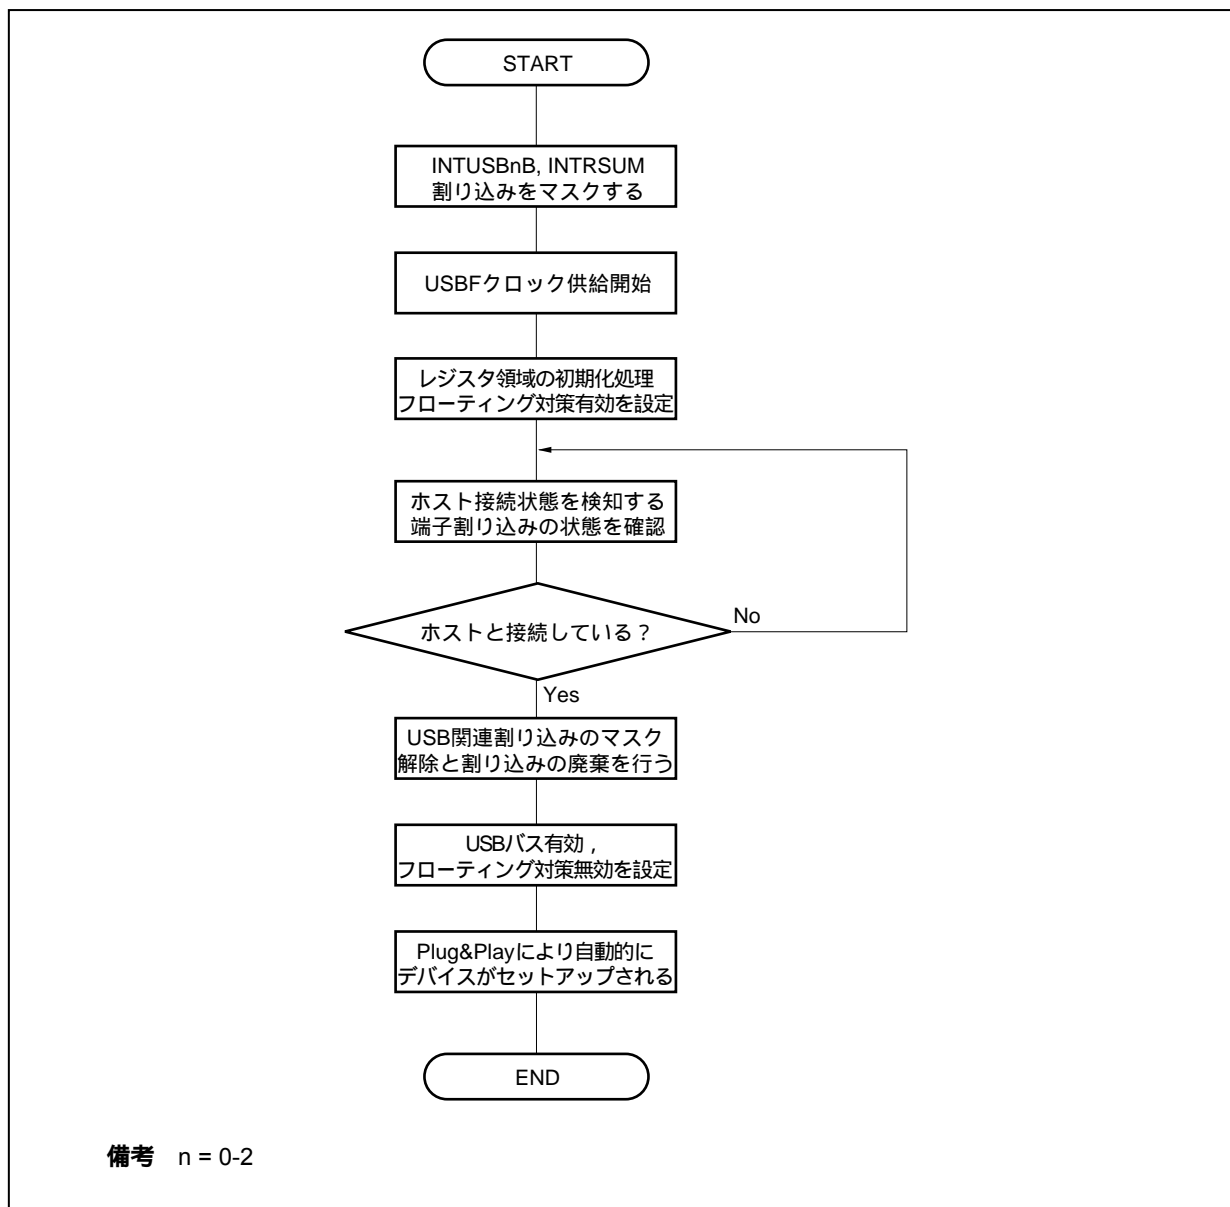 START
INTUSBnB, INTRSUM
割り込みをマスクする
USBFクロック供給開始
レジスタ領域の初期化処理
フローティング対策有効を設定
ホスト接続状態を検知する
端子割り込みの状態を確認
ホストと接続している？
No
Yes
USB関連割り込みのマスク
解除と割り込みの廃棄を行う
USBバス有効，
フローティング対策無効を設定
Plug&Playにより自動的に
デバイスがセットアップされる
END
備考 n = 0-2